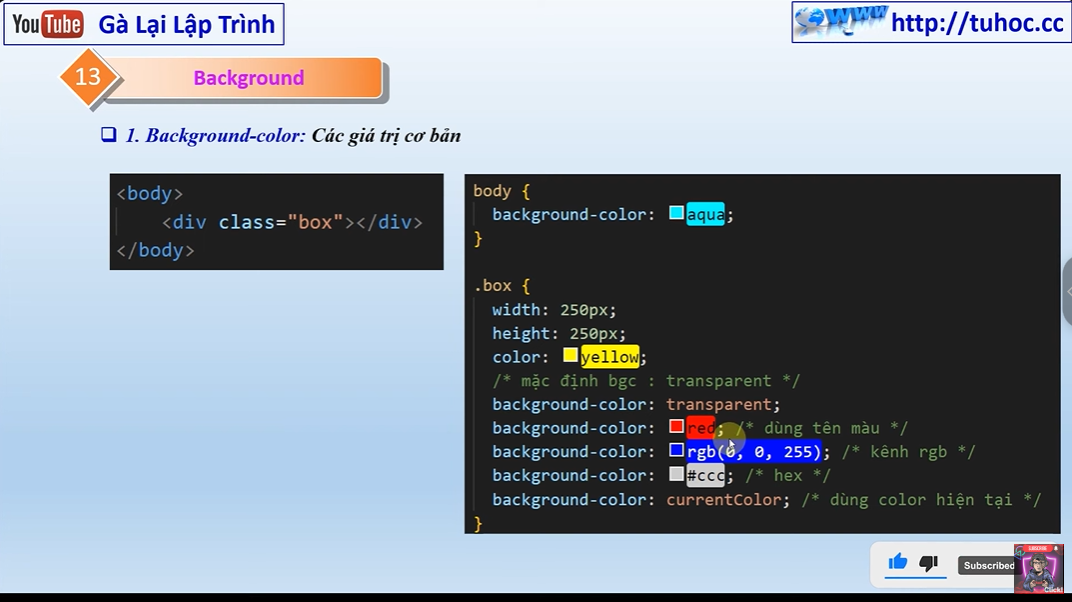 YouTube Gà Lại Lập Trình
WWW http://tuhoc.cc
13 Background
1. Background-color: Các giá trị cơ bản
<body>
<div class="box"></div>
</body>
body {
background-color: aqua;
}
.box {
width: 250px;
height: 250px;
color: yellow;
/* mặc định bgc : transparent */
background-color: transparent;
background-color: red; /* dùng tên màu */
background-color: rgb(0, 0, 255); /* kênh rgb */
background-color: #ccc; /* hex */
background-color: currentColor; /* dùng color hiện tại */
}
Subscribed
SUBSCRIBE
Click!